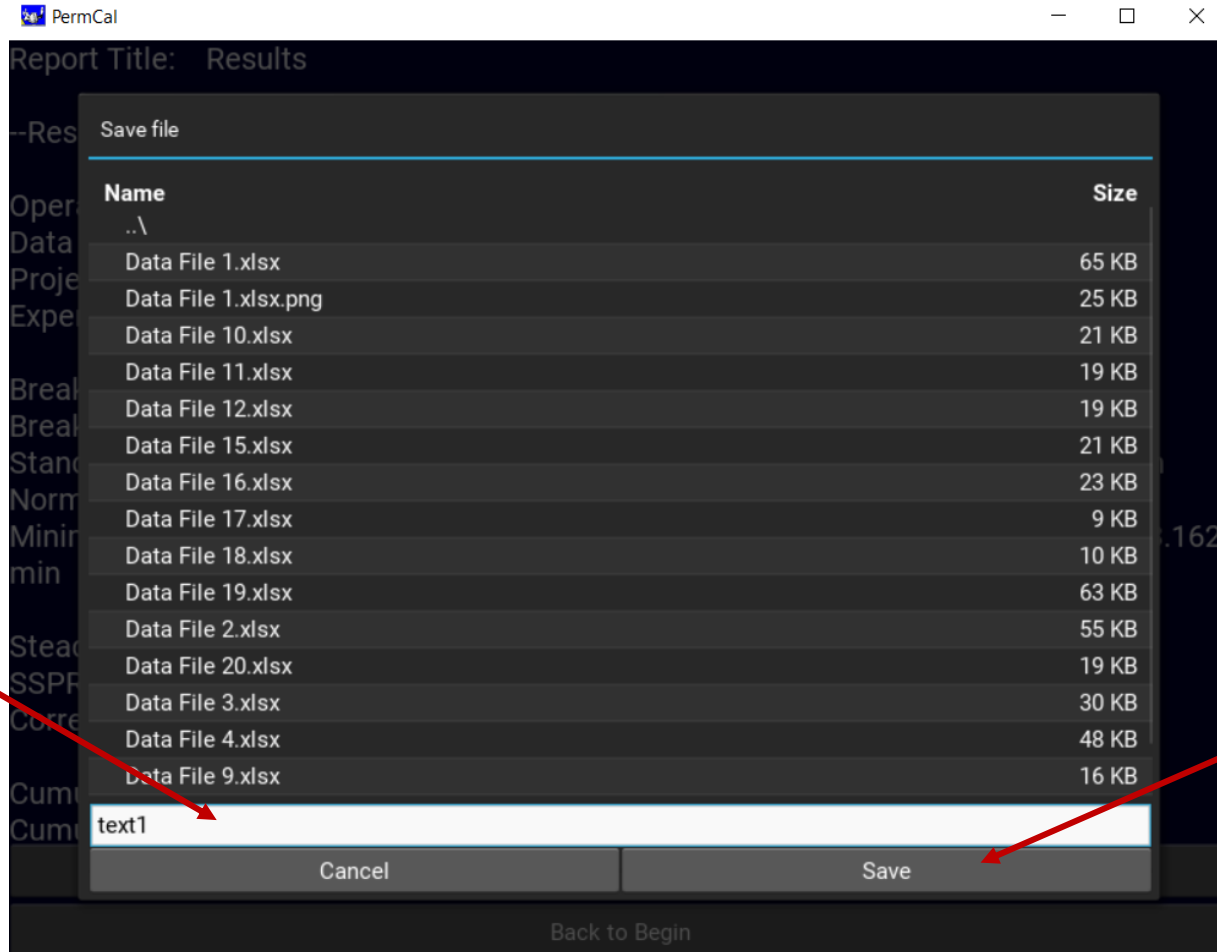 PermCal
Report Title: Results
--Res
Save file
Name Size
..\
Data File 1.xlsx 65 KB
Data File 1.xlsx.png 25 KB
Data File 10.xlsx 21 KB
Data File 11.xlsx 19 KB
Data File 12.xlsx 19 KB
Data File 15.xlsx 21 KB
Data File 16.xlsx 23 KB
Data File 17.xlsx 9 KB
Data File 18.xlsx 10 KB
Data File 19.xlsx 63 KB
Data File 2.xlsx 55 KB
Data File 20.xlsx 19 KB
Data File 3.xlsx 30 KB
Data File 4.xlsx 48 KB
Data File 9.xlsx 16 KB
text1
Cancel Save
Data
min
.162
Back to Begin